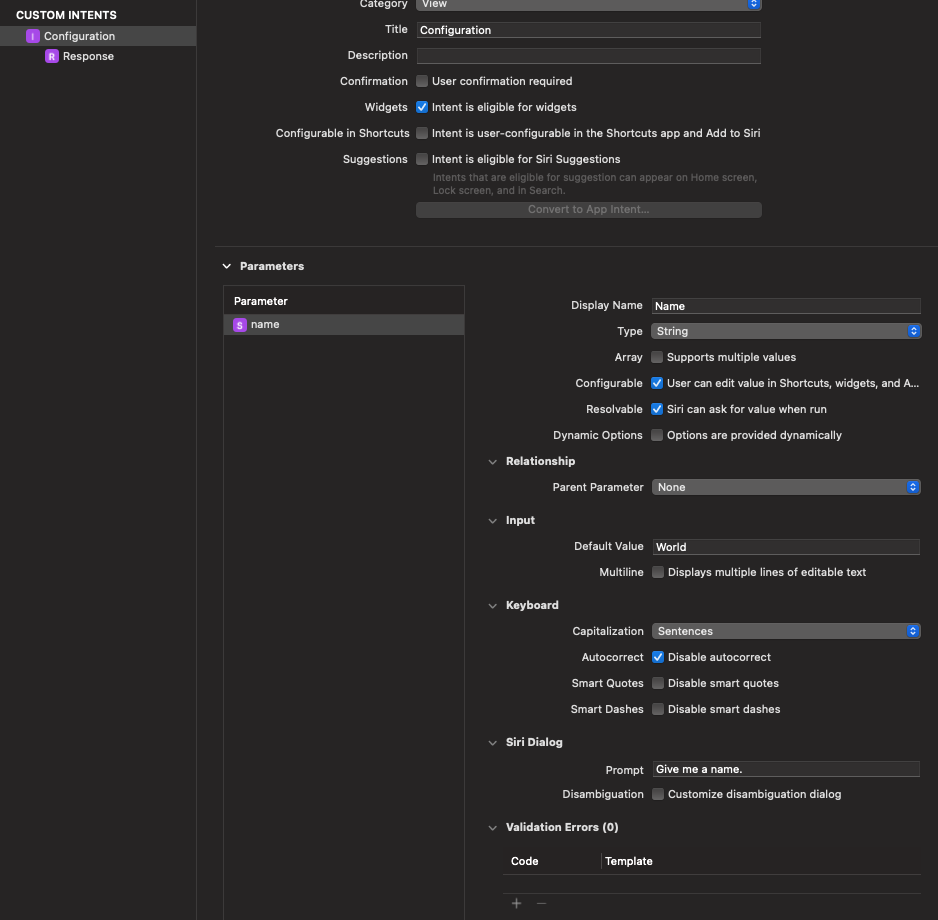 CUSTOM INTENTS
I Configuration
R Response
Category View
Title Configuration
Description
Confirmation User confirmation required
Widgets Intent is eligible for widgets
Configurable in Shortcuts Intent is user-configurable in the Shortcuts app and Add to Siri
Suggestions Intent is eligible for Siri Suggestions
Intents that are eligible for suggestion can appear on Home screen,
Lock screen, and in Search.
Convert to App Intent...
Parameters
Parameter
S name
Display Name Name
Type String
Array Supports multiple values
Configurable User can edit value in Shortcuts, widgets, and A...
Resolvable Siri can ask for value when run
Dynamic Options Options are provided dynamically
Relationship
Parent Parameter None
Input
Default Value World
Multiline Displays multiple lines of editable text
Keyboard
Capitalization Sentences
Autocorrect Disable autocorrect
Smart Quotes Disable smart quotes
Smart Dashes Disable smart dashes
Siri Dialog
Prompt Give me a name.
Disambiguation Customize disambiguation dialog
Validation Errors (0)
Code Template
+ −